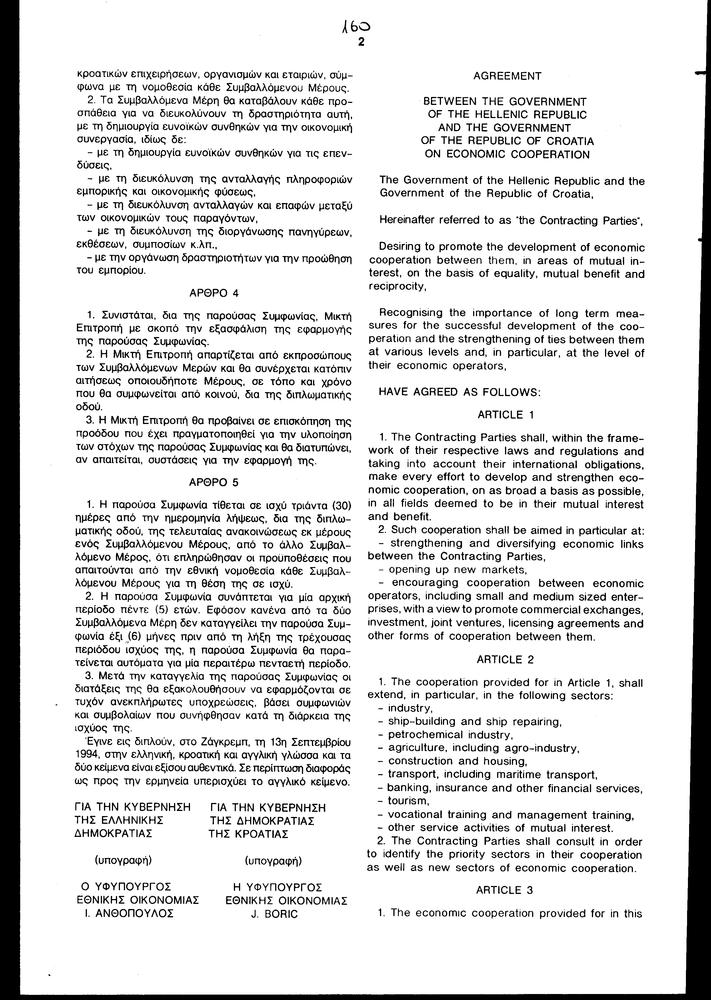 160
2
κροατικών επιχειρήσεων, οργανισμών και εταιριών, σύμ-
φωνα με τη νομοθεσία κάθε Συμβαλλόμενου Μέρους.
2. Τα Συμβαλλόμενα Μέρη θα καταβάλουν κάθε προ-
σπάθεια για να διευκολύνουν τη δραστηριότητα αυτή,
με τη δημιουργία ευνοϊκών συνθηκών για την οικονομική
συνεργασία, ιδίως δε:
- με τη δημιουργία ευνοϊκών συνθηκών για τις επεν-
δύσεις,
- με τη διευκόλυνση της ανταλλαγής πληροφοριών
εμπορικής και οικονομικής φύσεως,
- με τη διευκόλυνση ανταλλαγών και επαφών μεταξύ
των οικονομικών τους παραγόντων,
- με τη διευκόλυνση της διοργάνωσης πανηγύρεων,
εκθέσεων, συμποσίων κ.λπ.,
- με την οργάνωση δραστηριοτήτων για την προώθηση
του εμπορίου.
ΑΡΘΡΟ 4
1. Συνιστάται, δια της παρούσας Συμφωνίας, Μικτή
Επιτροπή με σκοπό την εξασφάλιση της εφαρμογής
της παρούσας Συμφωνίας.
2. Η Μικτή Επιτροπή απαρτίζεται από εκπροσώπους
των Συμβαλλόμενων Μερών και θα συνέρχεται κατόπιν
αιτήσεως οποιουδήποτε Μέρους, σε τόπο και χρόνο
που θα συμφωνείται από κοινού, δια της διπλωματικής
οδού.
3. Η Μικτή Επιτροπή θα προβαίνει σε επισκόπηση της
προόδου που έχει πραγματοποιηθεί για την υλοποίηση
των στόχων της παρούσας Συμφωνίας και θα διατυπώνει,
αν απαιτείται, συστάσεις για την εφαρμογή της.
ΑΡΘΡΟ 5
1. Η παρούσα Συμφωνία τίθεται σε ισχύ τριάντα (30)
ημέρες από την ημερομηνία λήψεως, δια της διπλω-
ματικής οδού, της τελευταίας ανακοινώσεως εκ μέρους
ενός Συμβαλλόμενου Μέρους, από το άλλο Συμβαλ-
λόμενο Μέρος, ότι επληρώθησαν οι προϋποθέσεις που
απαιτούνται από την εθνική νομοθεσία κάθε Συμβαλ-
λόμενου Μέρους για τη θέση της σε ισχύ.
2. Η παρούσα Συμφωνία συνάπτεται για μία αρχική
περίοδο πέντε (5) ετών. Εφόσον κανένα από τα δύο
Συμβαλλόμενα Μέρη δεν καταγγείλει την παρούσα Συμ-
φωνία έξι (6) μήνες πριν από τη λήξη της τρέχουσας
περιόδου ισχύος της, η παρούσα Συμφωνία θα παρα-
τείνεται αυτόματα για μία περαιτέρω πενταετή περίοδο.
3. Μετά την καταγγελία της παρούσας Συμφωνίας οι
διατάξεις της θα εξακολουθήσουν να εφαρμόζονται σε
τυχόν ανεκπλήρωτες υποχρεώσεις, βάσει συμφωνιών
και συμβολαίων που συνήφθησαν κατά τη διάρκεια της
ισχύος της.
Έγινε εις διπλούν, στο Ζάγκρεμπ, τη 13η Σεπτεμβρίου
1994, στην ελληνική, κροατική και αγγλική γλώσσα και τα
δύο κείμενα είναι εξίσου αυθεντικά. Σε περίπτωση διαφοράς
ως προς την ερμηνεία υπερισχύει το αγγλικό κείμενο.
ΓΙΑ ΤΗΝ ΚΥΒΕΡΝΗΣΗ
ΤΗΣ ΕΛΛΗΝΙΚΗΣ
ΔΗΜΟΚΡΑΤΙΑΣ
(υπογραφή)
Ο ΥΦΥΠΟΥΡΓΟΣ
ΕΘΝΙΚΗΣ ΟΙΚΟΝΟΜΙΑΣ
Ι. ΑΝΘΟΠΟΥΛΟΣ
ΓΙΑ ΤΗΝ ΚΥΒΕΡΝΗΣΗ
ΤΗΣ ΔΗΜΟΚΡΑΤΙΑΣ
ΤΗΣ ΚΡΟΑΤΙΑΣ
(υπογραφή)
Η ΥΦΥΠΟΥΡΓΟΣ
ΕΘΝΙΚΗΣ ΟΙΚΟΝΟΜΙΑΣ
J. BORIC
AGREEMENT
BETWEEN THE GOVERNMENT
OF THE HELLENIC REPUBLIC
AND THE GOVERNMENT
OF THE REPUBLIC OF CROATIA
ON ECONOMIC COOPERATION
The Government of the Hellenic Republic and the
Government of the Republic of Croatia,
Hereinafter referred to as "the Contracting Parties",
Desiring to promote the development of economic
cooperation between them, in areas of mutual in-
terest, on the basis of equality, mutual benefit and
reciprocity,
Recognising the importance of long term mea-
sures for the successful development of the coo-
peration and the strengthening of ties between them
at various levels and, in particular, at the level of
their economic operators,
HAVE AGREED AS FOLLOWS:
ARTICLE 1
1. The Contracting Parties shall, within the frame-
work of their respective laws and regulations and
taking into account their international obligations,
make every effort to develop and strengthen eco-
nomic cooperation, on as broad a basis as possible,
in all fields deemed to be in their mutual interest
and benefit.
2. Such cooperation shall be aimed in particular at:
- strengthening and diversifying economic links
between the Contracting Parties,
- opening up new markets,
- encouraging cooperation between economic
operators, including small and medium sized enter-
prises, with a view to promote commercial exchanges,
investment, joint ventures, licensing agreements and
other forms of cooperation between them.
ARTICLE 2
1. The cooperation provided for in Article 1, shall
extend, in particular, in the following sectors:
- industry,
- ship-building and ship repairing,
- petrochemical industry,
- agriculture, including agro-industry,
- construction and housing,
- transport, including maritime transport,
- banking, insurance and other financial services,
- tourism,
- vocational training and management training,
- other service activities of mutual interest.
2. The Contracting Parties shall consult in order
to identify the priority sectors in their cooperation
as well as new sectors of economic cooperation.
ARTICLE 3
1. The economic cooperation provided for in this